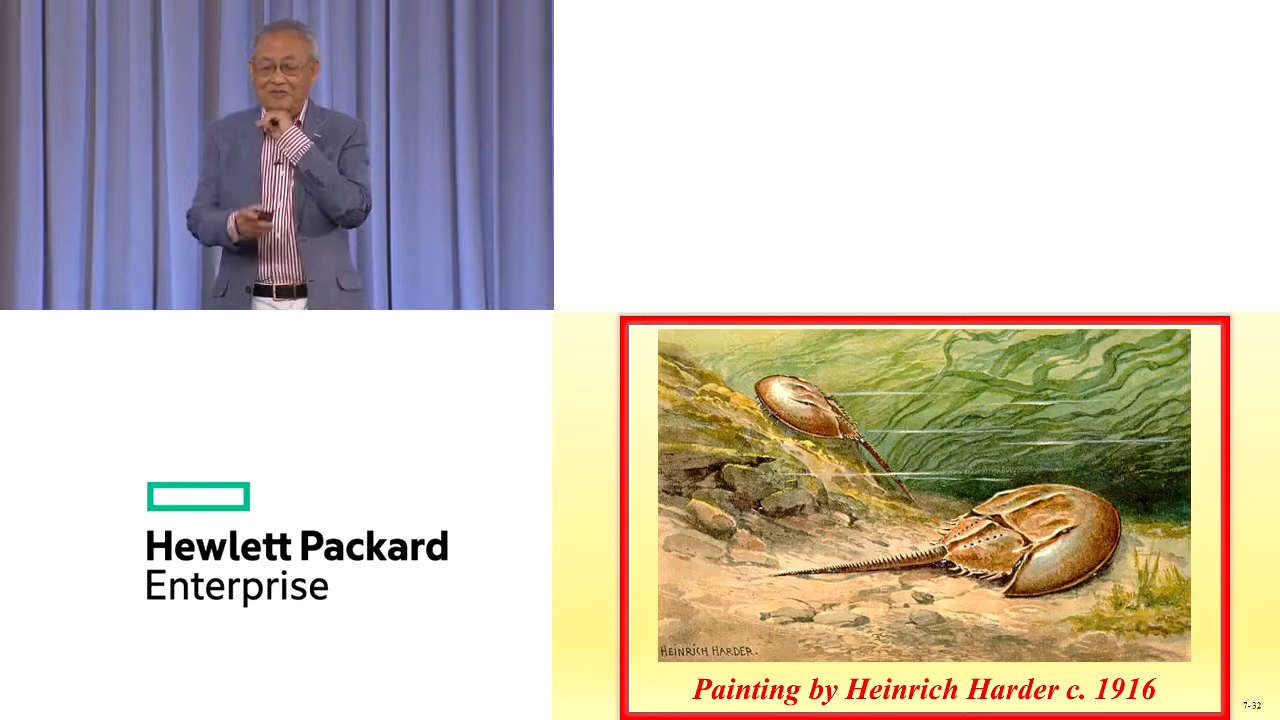 Hewlett Packard
Enterprise
HEINRICH HARDER.
Painting by Heinrich Harder c. 1916
7-32